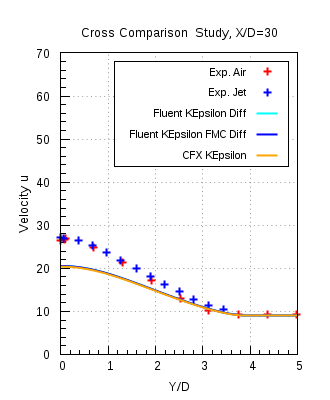 Cross Comparison Study, X/D=30
70
60
50
40
30
20
10
0
Velocity u
Exp. Air
Exp. Jet
Fluent KEpsilon Diff
Fluent KEpsilon FMC Diff
CFX KEpsilon
0 1 2 3 4 5
Y/D